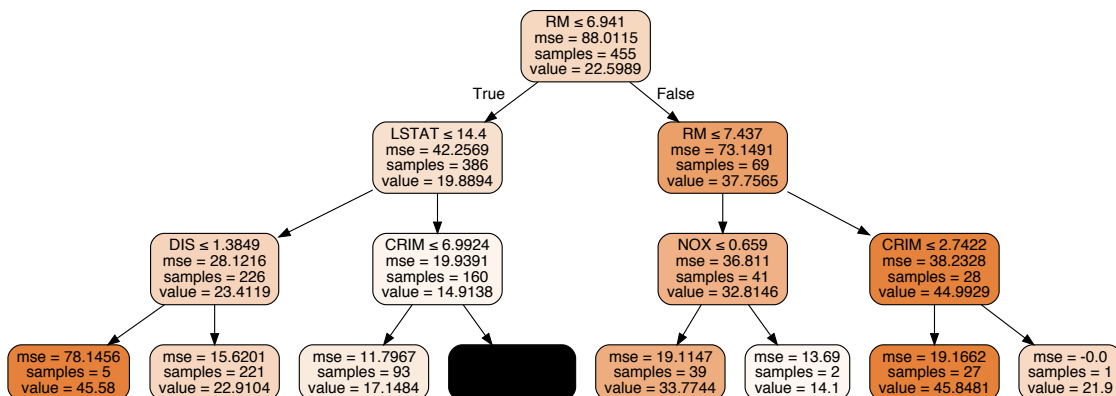 RM ≤ 6.941
mse = 88.0115
samples = 455
value = 22.5989
True
False
LSTAT ≤ 14.4
mse = 42.2569
samples = 386
value = 19.8894
RM ≤ 7.437
mse = 73.1491
samples = 69
value = 37.7565
DIS ≤ 1.3849
mse = 28.1216
samples = 226
value = 23.4119
CRIM ≤ 6.9924
mse = 19.9391
samples = 160
value = 14.9138
NOX ≤ 0.659
mse = 36.811
samples = 41
value = 32.8146
CRIM ≤ 2.7422
mse = 38.2328
samples = 28
value = 44.9929
mse = 78.1456
samples = 5
value = 45.58
mse = 15.6201
samples = 221
value = 22.9104
mse = 11.7967
samples = 93
value = 17.1484
mse = 19.1147
samples = 39
value = 33.7744
mse = 13.69
samples = 2
value = 14.1
mse = 19.1662
samples = 27
value = 45.8481
mse = -0.0
samples = 1
value = 21.9